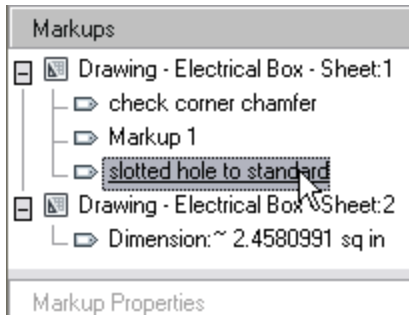 Markups
Drawing - Electrical Box - Sheet:1
check corner chamfer
Markup 1
slotted hole to standard
Drawing - Electrical Box - Sheet:2
Dimension:~ 2.4580991 sq in
Markup Properties